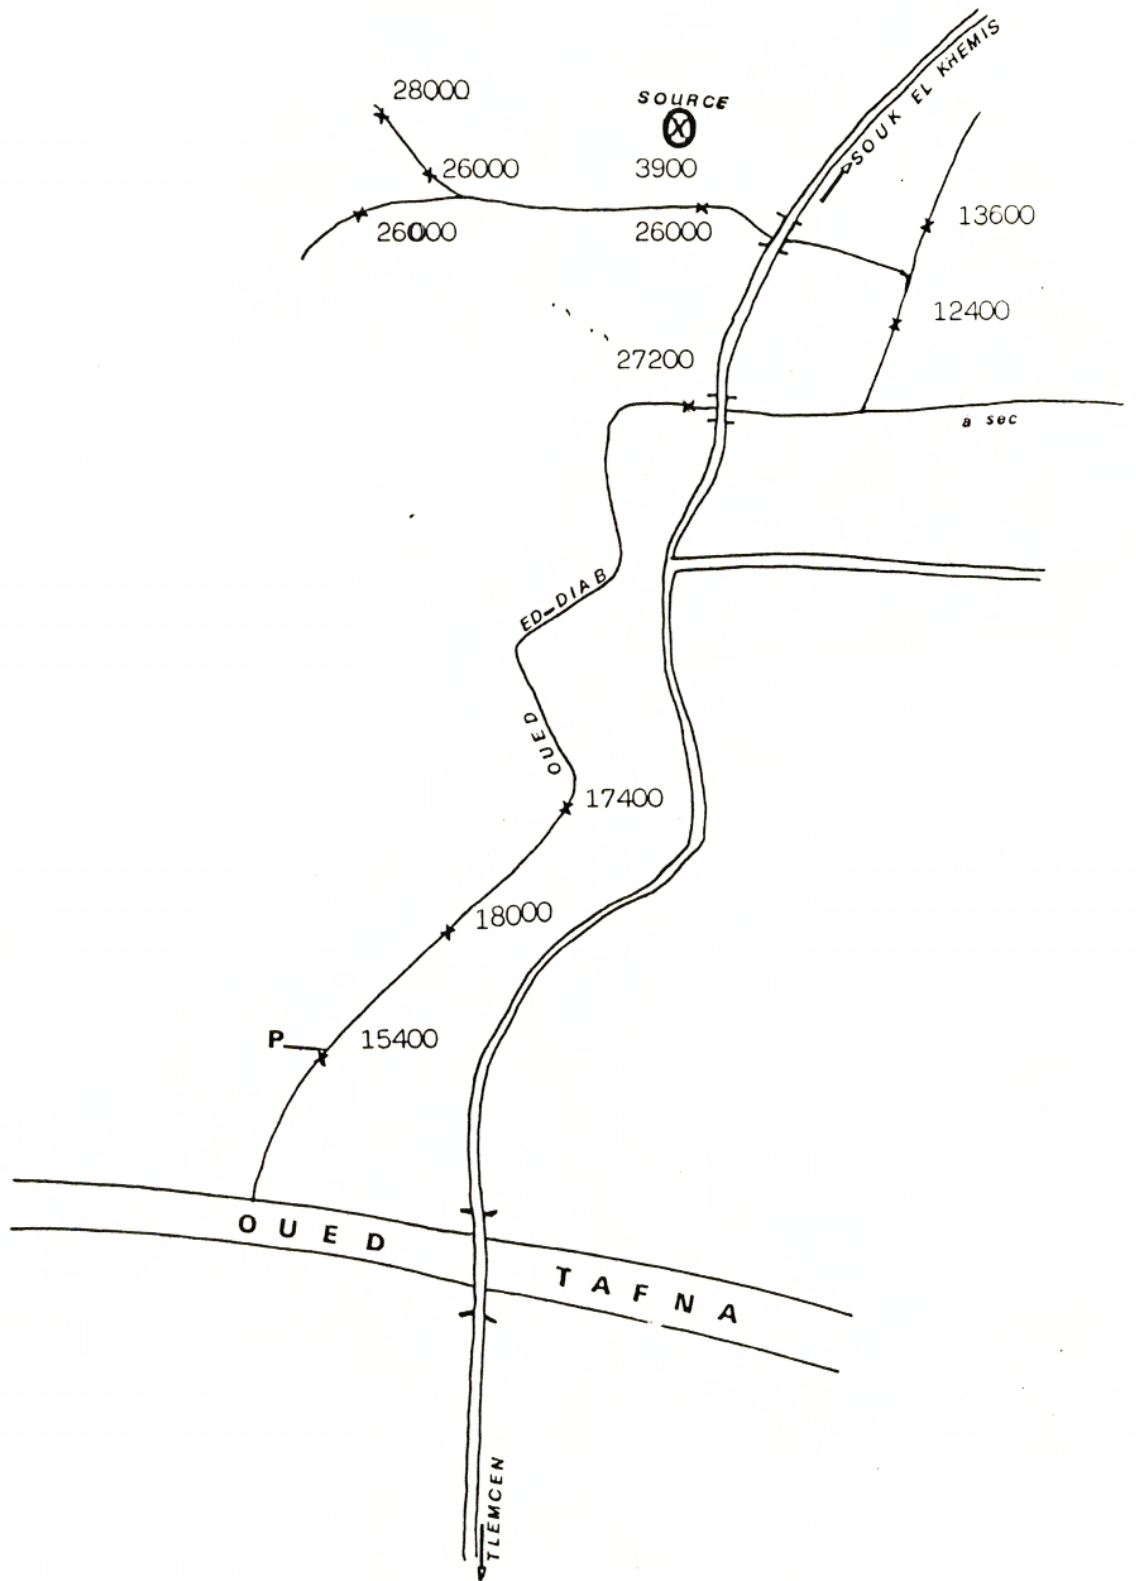 28000
SOURCE
SOUK EL KHEMIS
26000
3900
13600
26000
26000
12400
27200
à sec
OUED ED-DIAB
17400
18000
P
15400
OUED TAFNA
TLEMCEN